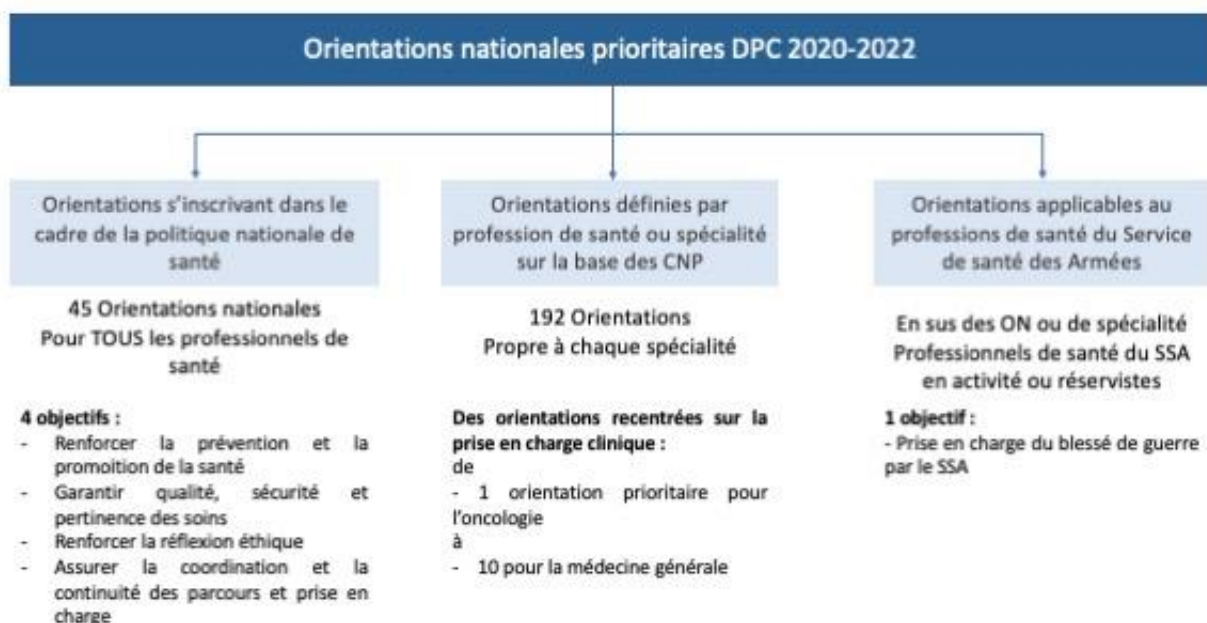 Orientations nationales prioritaires DPC 2020-2022
Orientations s'inscrivant dans le
cadre de la politique nationale de
santé
45 Orientations nationales
Pour TOUS les professionnels de
santé
4 objectifs :
- Renforcer la prévention et la
promoition de la santé
- Garantir qualité, sécurité et
pertinence des soins
- Renforcer la réflexion éthique
- Assurer la coordination et la
continuité des parcours et prise en
charge
Orientations définies par
profession de santé ou spécialité
sur la base des CNP
192 Orientations
Propre à chaque spécialité
Des orientations recentrées sur la
prise en charge clinique :
de
- 1 orientation prioritaire pour
l'oncologie
à
- 10 pour la médecine générale
Orientations applicables au
professions de santé du Service
de santé des Armées
En sus des ON ou de spécialité
Professionnels de santé du SSA
en activité ou réservistes
1 objectif :
- Prise en charge du blessé de guerre
par le SSA